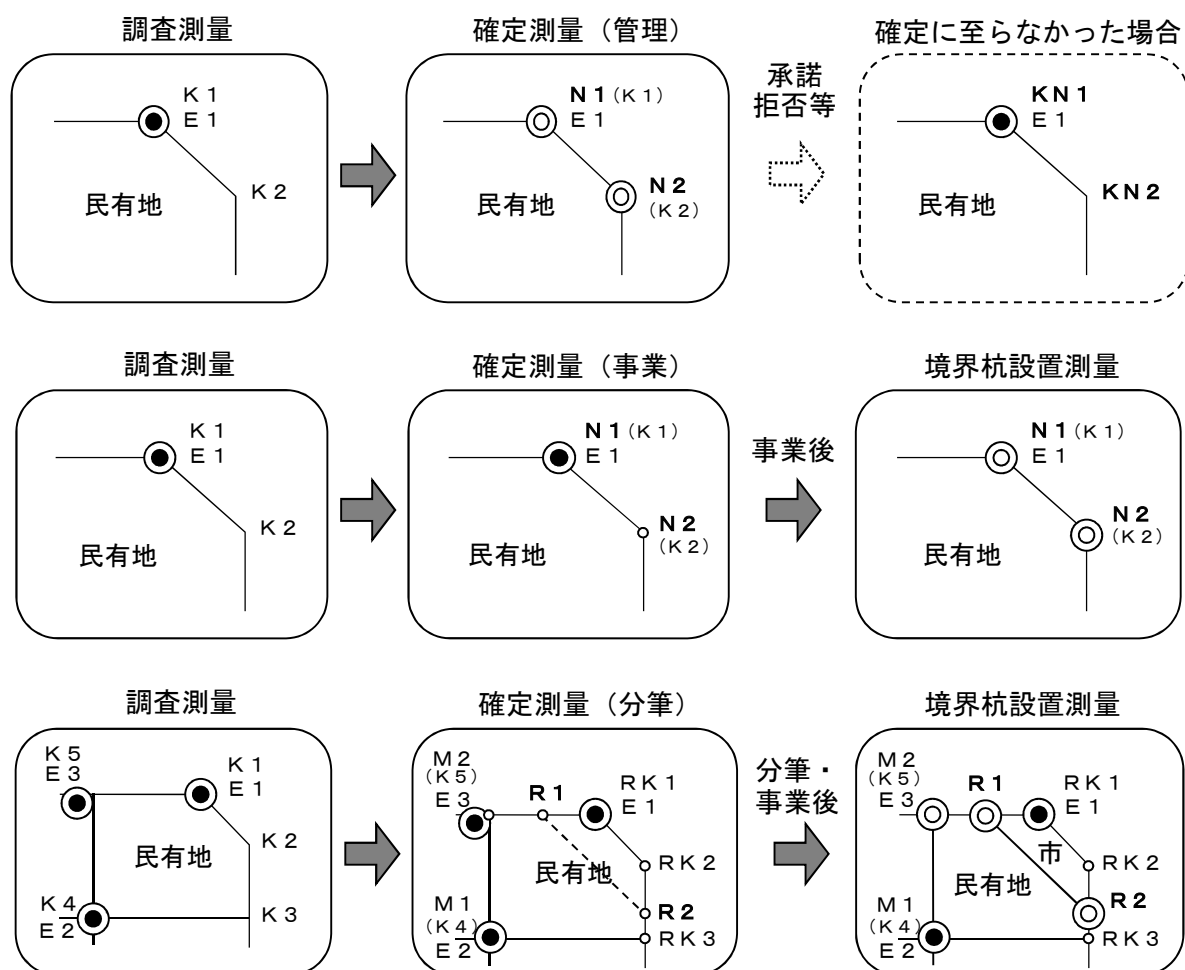 調査測量
確定測量（管理）
確定に至らなかった場合
Ｋ１
Ｅ１
Ｋ２
民有地
Ｎ１（Ｋ１）
Ｅ１
Ｎ２
（Ｋ２）
民有地
承諾
拒否等
ＫＮ１
Ｅ１
ＫＮ２
民有地
調査測量
確定測量（事業）
境界杭設置測量
Ｋ１
Ｅ１
Ｋ２
民有地
Ｎ１（Ｋ１）
Ｅ１
Ｎ２
（Ｋ２）
民有地
事業後
Ｎ１（Ｋ１）
Ｅ１
Ｎ２
（Ｋ２）
民有地
調査測量
確定測量（分筆）
境界杭設置測量
Ｋ５
Ｅ３
Ｋ１
Ｅ１
Ｋ２
民有地
Ｋ４
Ｅ２
Ｋ３
Ｍ２
（Ｋ５）
Ｅ３
Ｒ１
ＲＫ１
Ｅ１
ＲＫ２
民有地
Ｍ１
（Ｋ４）
Ｅ２
Ｒ２
ＲＫ３
分筆・
事業後
Ｍ２
（Ｋ５）
Ｅ３
Ｒ１
ＲＫ１
Ｅ１
市
ＲＫ２
民有地
Ｍ１
（Ｋ４）
Ｅ２
Ｒ２
ＲＫ３